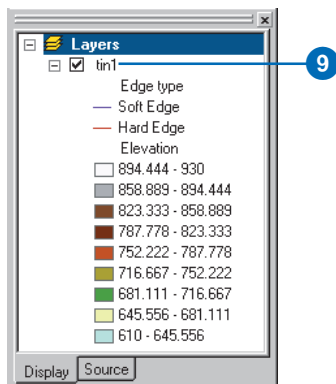 Layers
tin1
9
Edge type
Soft Edge
Hard Edge
Elevation
894.444 - 930
858.889 - 894.444
823.333 - 858.889
787.778 - 823.333
752.222 - 787.778
716.667 - 752.222
681.111 - 716.667
645.556 - 681.111
610 - 645.556
Display Source